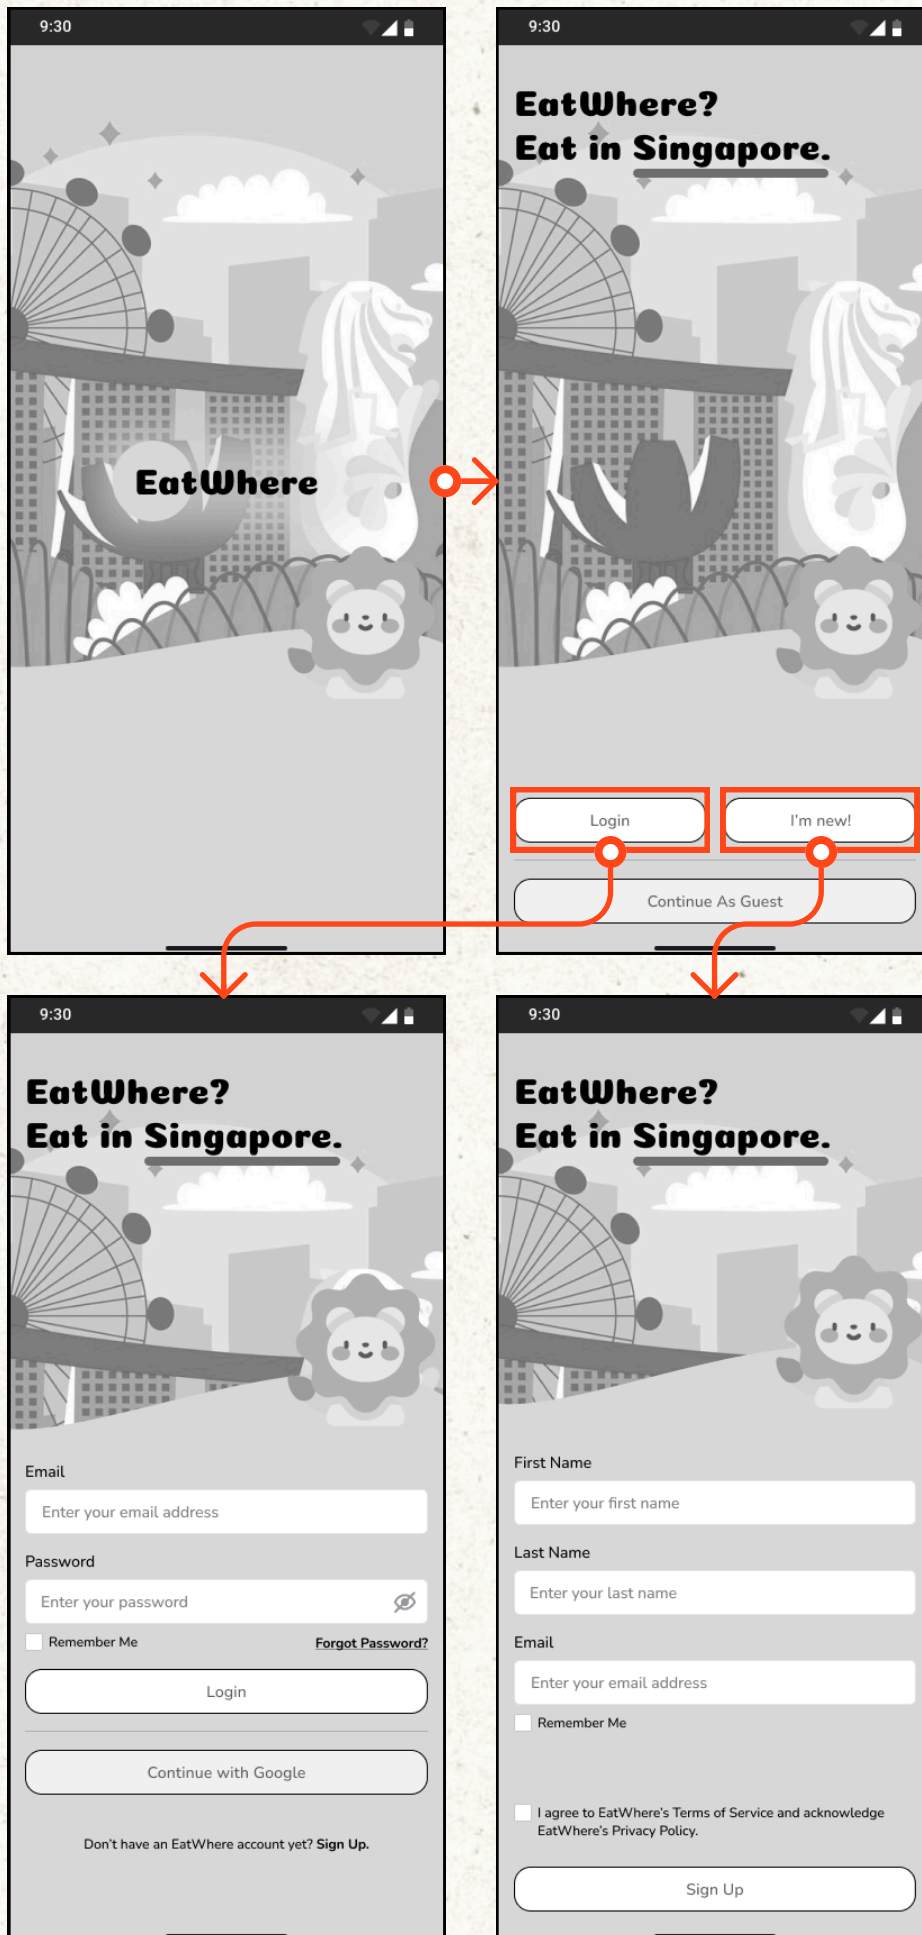 9:30
EatWhere
9:30
EatWhere?
Eat in Singapore.
Login
I'm new!
Continue As Guest
9:30
EatWhere?
Eat in Singapore.
Email
Enter your email address
Password
Enter your password
Remember Me
Forgot Password?
Login
Continue with Google
Don't have an EatWhere account yet? Sign Up.
9:30
EatWhere?
Eat in Singapore.
First Name
Enter your first name
Last Name
Enter your last name
Email
Enter your email address
Remember Me
I agree to EatWhere's Terms of Service and acknowledge
EatWhere's Privacy Policy.
Sign Up